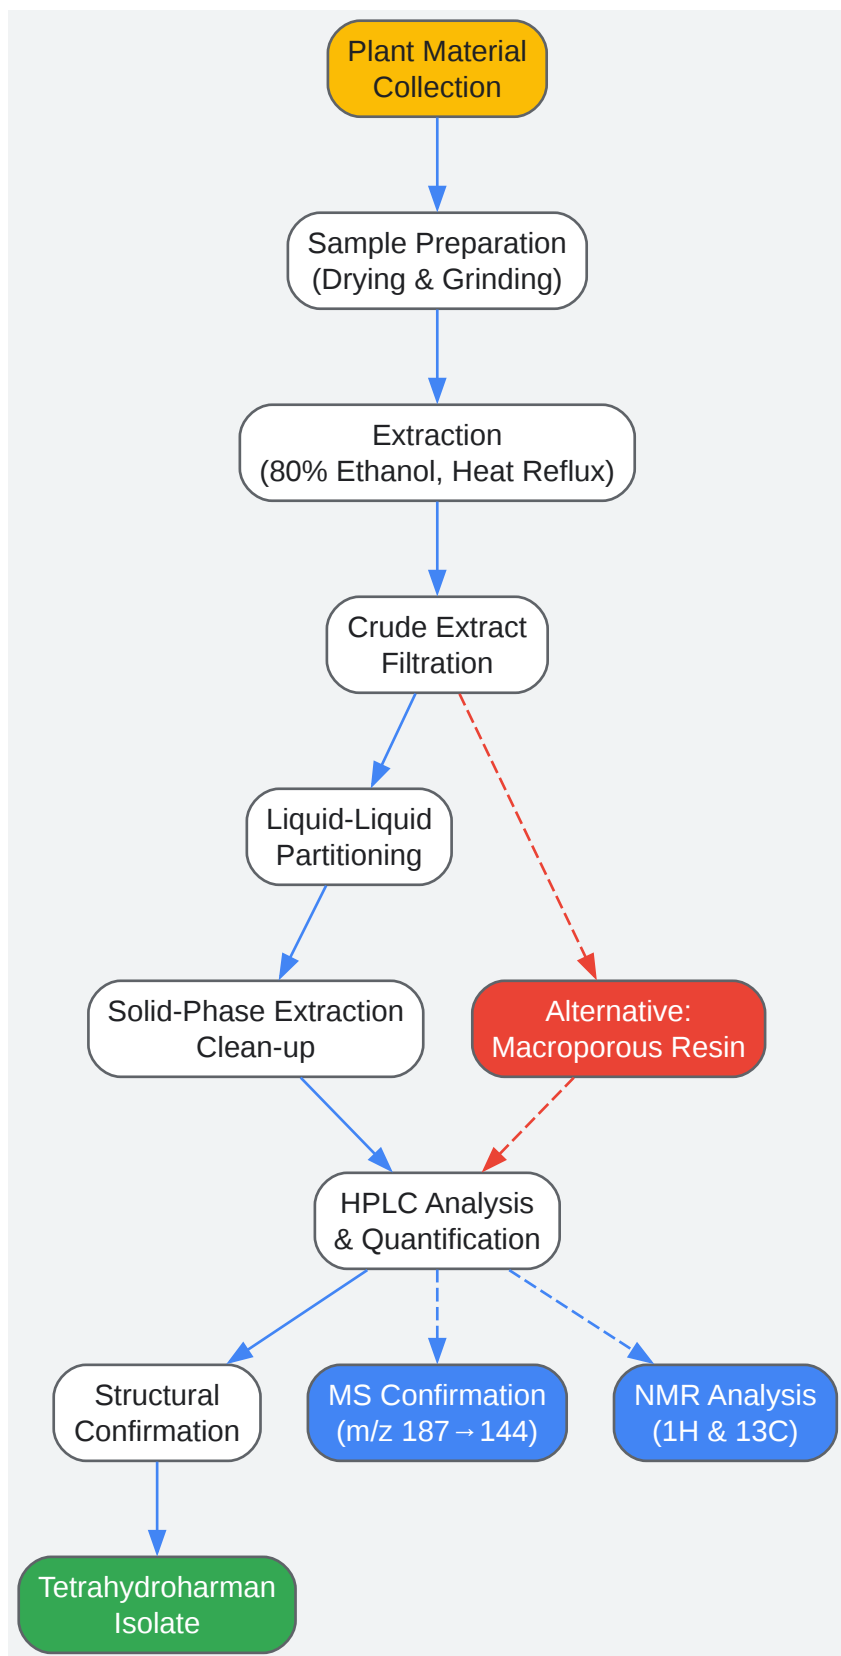 Plant Material
Collection
Sample Preparation
(Drying & Grinding)
Extraction
(80% Ethanol, Heat Reflux)
Crude Extract
Filtration
Liquid-Liquid
Partitioning
Solid-Phase Extraction
Clean-up
Alternative:
Macroporous Resin
HPLC Analysis
& Quantification
Structural
Confirmation
MS Confirmation
(m/z 187→144)
NMR Analysis
(1H & 13C)
Tetrahydroharman
Isolate